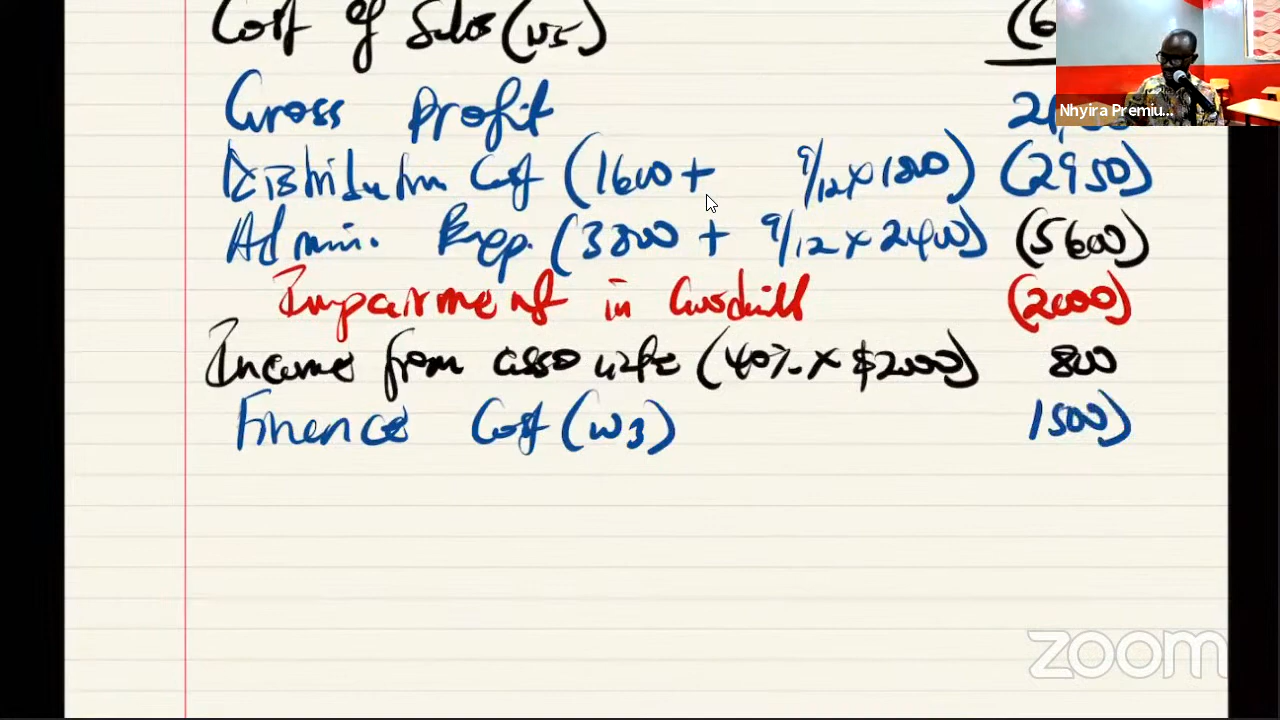 Cost of Sales (W5) (6
Gross Profit
Distribution Cost (1600 + 9/12 x 1800) (2950)
Admin. Exp. (3800 + 9/12 x 2400) (5600)
Impairment in Goodwill (2000)
Income from associate (40% x $2000) 800
Finance Cost (W3) 1500)
Nhyira Premiu...
zoom